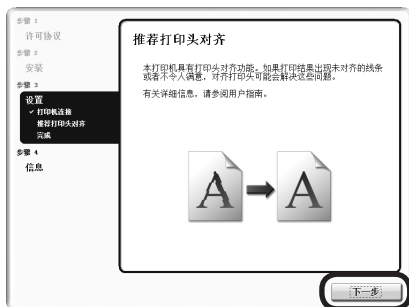 步骤 1
许可协议
步骤 2
安装
步骤 3
设置
✓ 打印机连接
推荐打印头对齐
完成
步骤 4
信息
推荐打印头对齐
本打印机具有打印头对齐功能。如果打印结果出现未对齐的线条
或者不令人满意，对齐打印头可能会解决这些问题。
有关详细信息，请参阅用户指南。
A
A
下一步